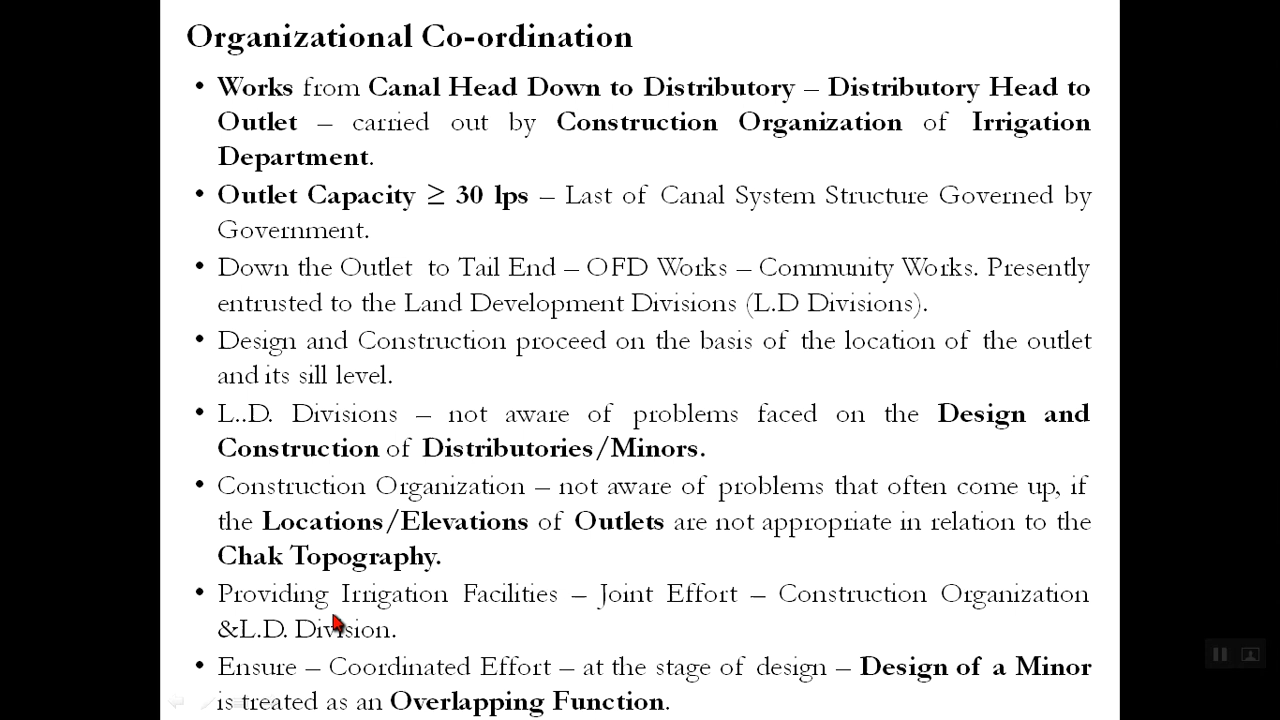 Organizational Co-ordination
• Works from Canal Head Down to Distributory – Distributory Head to
Outlet – carried out by Construction Organization of Irrigation
Department.
• Outlet Capacity ≥ 30 lps – Last of Canal System Structure Governed by
Government.
• Down the Outlet to Tail End – OFD Works – Community Works. Presently
entrusted to the Land Development Divisions (L.D Divisions).
• Design and Construction proceed on the basis of the location of the outlet
and its sill level.
• L..D. Divisions – not aware of problems faced on the Design and
Construction of Distributories/Minors.
• Construction Organization – not aware of problems that often come up, if
the Locations/Elevations of Outlets are not appropriate in relation to the
Chak Topography.
• Providing Irrigation Facilities – Joint Effort – Construction Organization
&L.D. Division.
• Ensure – Coordinated Effort – at the stage of design – Design of a Minor
is treated as an Overlapping Function.